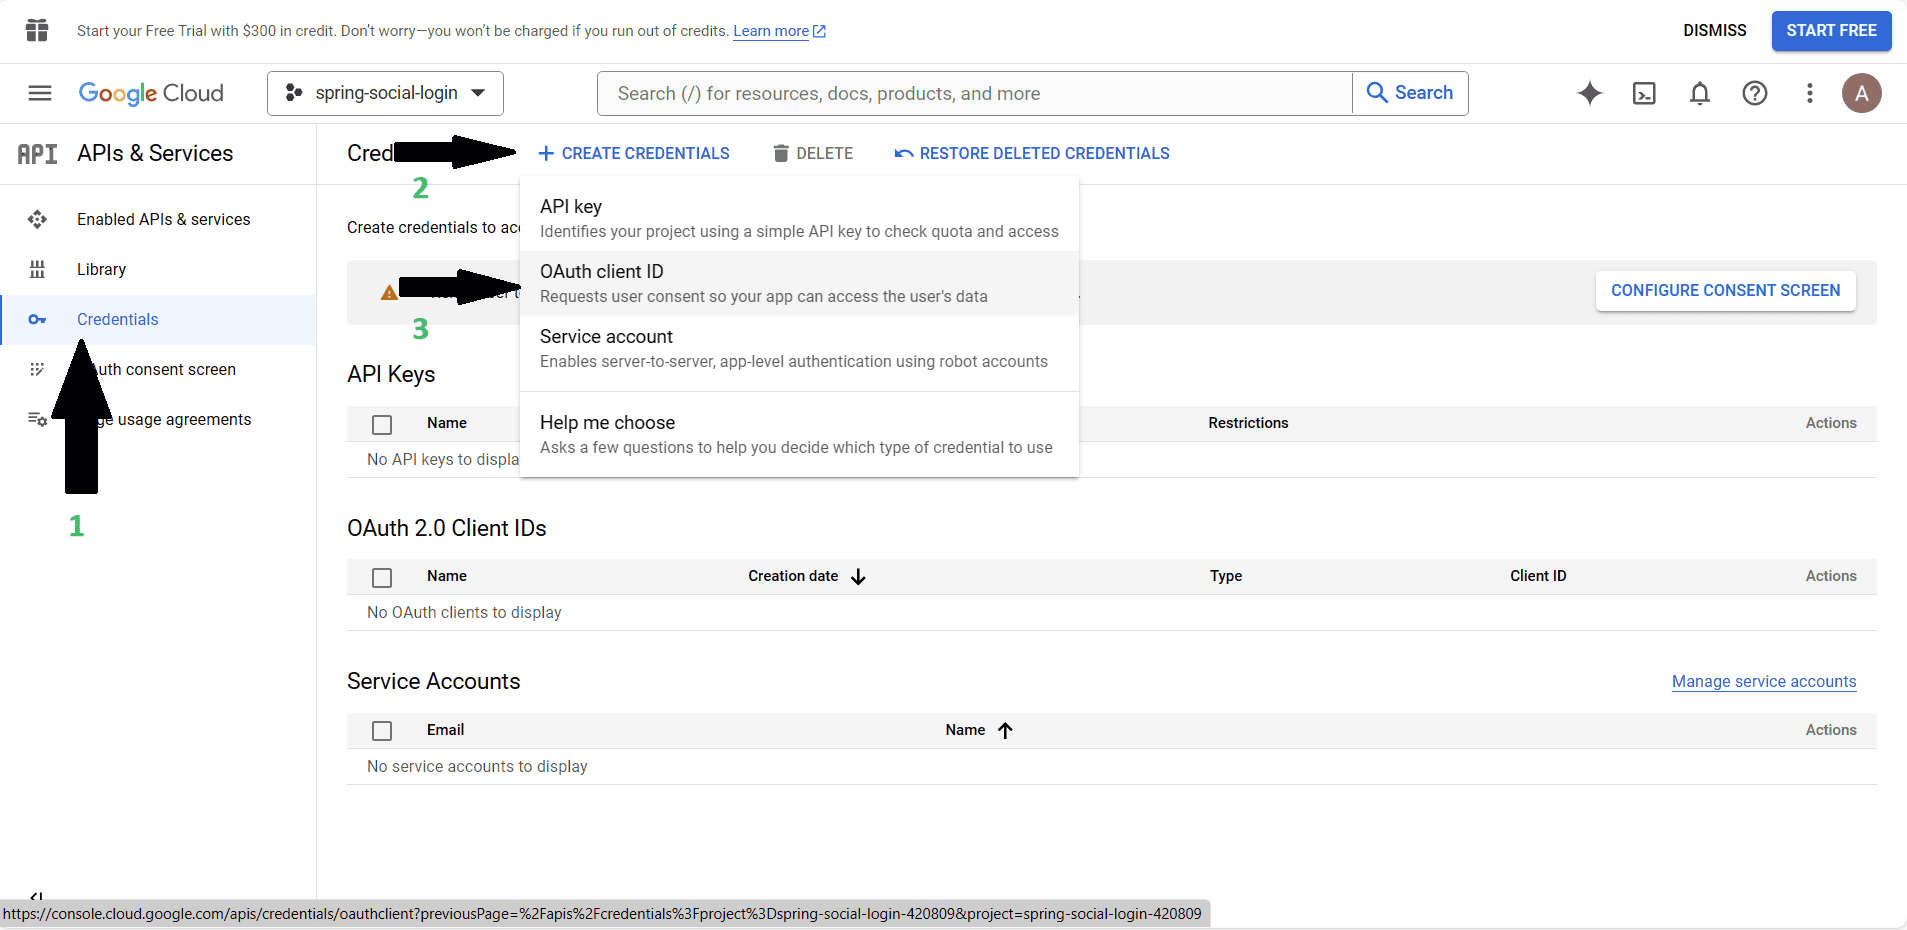 Start your Free Trial with $300 in credit. Don't worry—you won't be charged if you run out of credits. Learn more
DISMISS
START FREE
Google Cloud
spring-social-login
Search (/) for resources, docs, products, and more
Search
A
API
APIs & Services
Cred
CREATE CREDENTIALS
DELETE
RESTORE DELETED CREDENTIALS
2
Enabled APIs & services
Library
Credentials
uth consent screen
ge usage agreements
1
Create credentials to acc
API key
Identifies your project using a simple API key to check quota and access
OAuth client ID
Requests user consent so your app can access the user's data
Service account
Enables server-to-server, app-level authentication using robot accounts
Help me choose
Asks a few questions to help you decide which type of credential to use
3
CONFIGURE CONSENT SCREEN
API Keys
Name
Restrictions
Actions
No API keys to displa
OAuth 2.0 Client IDs
Name
Creation date
Type
Client ID
Actions
No OAuth clients to display
Service Accounts
Manage service accounts
Email
Name
Actions
No service accounts to display
https://console.cloud.google.com/apis/credentials/oauthclient?previousPage=%2Fapis%2Fcredentials%3Fproject%3Dspring-social-login-420809&project=spring-social-login-420809